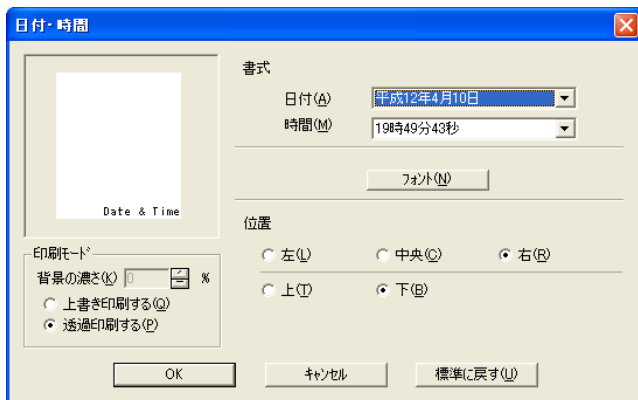 日付・時間
Date & Time
印刷モード
背景の濃さ(K) 0 %
上書き印刷する(O)
透過印刷する(P)
書式
日付(A) 平成12年4月10日
時間(M) 19時49分43秒
フォント(N)
位置
左(L) 中央(C) 右(R)
上(T) 下(B)
OK キャンセル 標準に戻す(U)